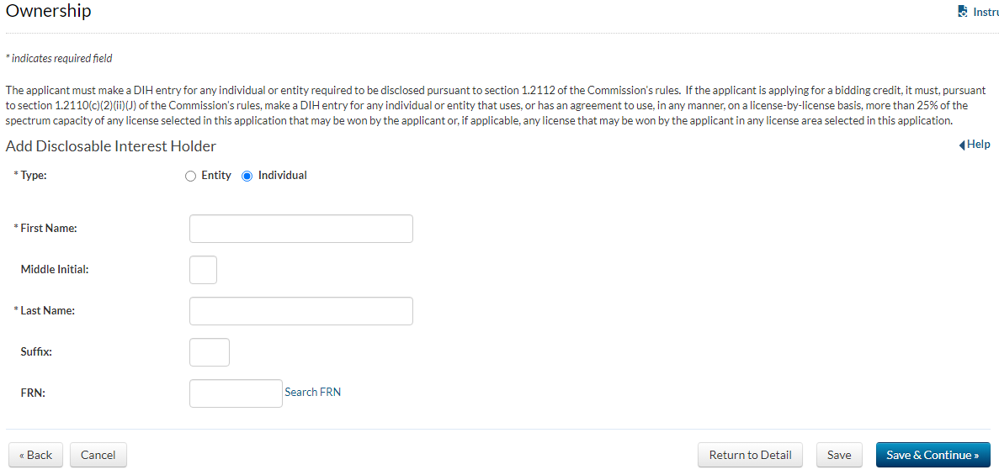 Ownership
Instru
* indicates required field
The applicant must make a DIH entry for any individual or entity required to be disclosed pursuant to section 1.2112 of the Commission's rules. If the applicant is applying for a bidding credit, it must, pursuant
to section 1.2110(c)(2)(ii)(J) of the Commission's rules, make a DIH entry for any individual or entity that uses, or has an agreement to use, in any manner, on a license-by-license basis, more than 25% of the
spectrum capacity of any license selected in this application that may be won by the applicant or, if applicable, any license that may be won by the applicant in any license area selected in this application.
Add Disclosable Interest Holder
Help
* Type: Entity Individual
* First Name:
Middle Initial:
* Last Name:
Suffix:
FRN: Search FRN
« Back Cancel Return to Detail Save Save & Continue »